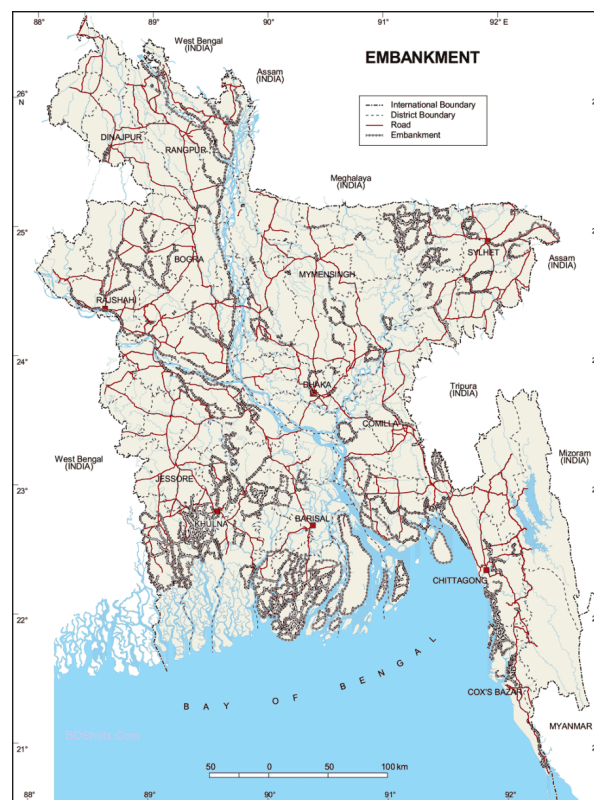 88°
89°
90°
91°
92° E
West Bengal
(INDIA)
EMBANKMENT
Assam
(INDIA)
26°
N
International Boundary
District Boundary
Road
Embankment
DINAJPUR
RANGPUR
Meghalaya
(INDIA)
25°
SYLHET
BOGRA
Assam
(INDIA)
MYMENSINGH
RAJSHAHI
24°
DHAKA
Tripura
(INDIA)
COMILLA
West Bengal
(INDIA)
Mizoram
(INDIA)
23°
JESSORE
KHULNA
BARISAL
CHITTAGONG
22°
BAY OF BENGAL
COX'S BAZAR
MYANMAR
21°
50 0 50 100 km
88°
89°
90°
91°
92°